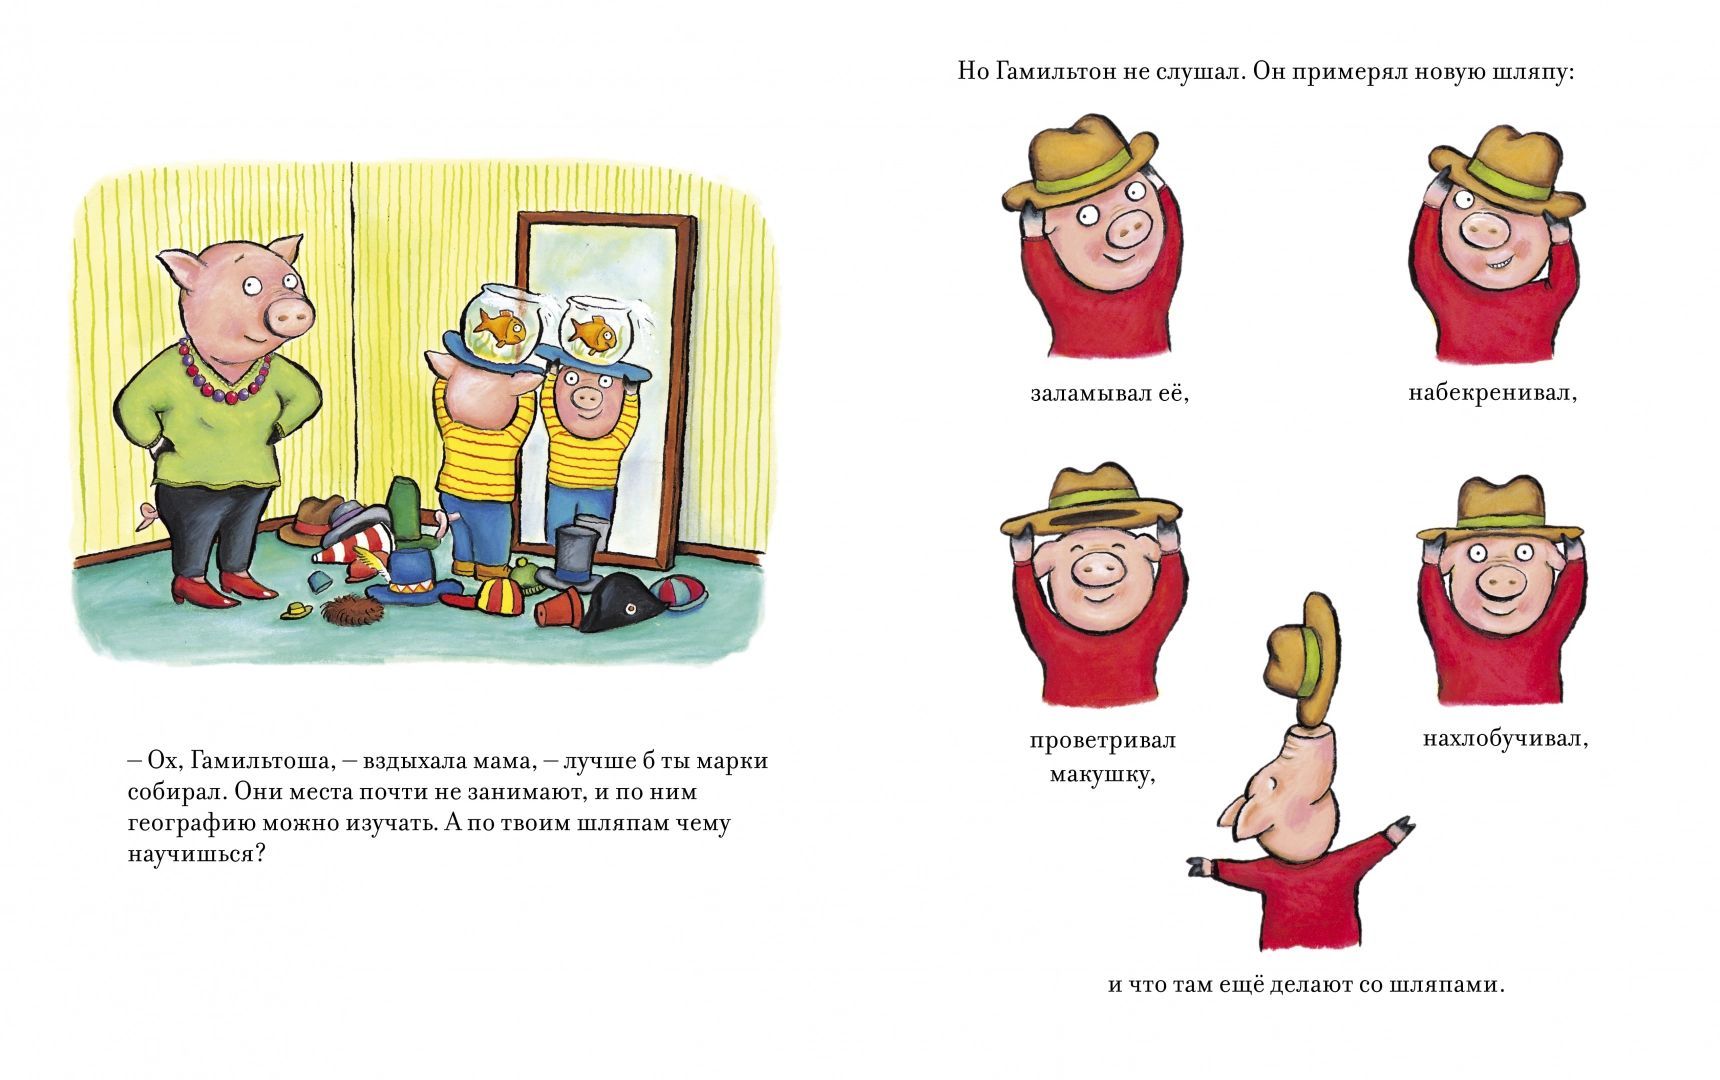 – Ох, Гамильтоша, – вздыхала мама, – лучше б ты марки
собирал. Они места почти не занимают, и по ним
географию можно изучать. А по твоим шляпам чему
научишься?
Но Гамильтон не слушал. Он примерял новую шляпу:
заламывал её,
набекренивал,
проветривал
макушку,
нахлобучивал,
и что там ещё делают со шляпами.